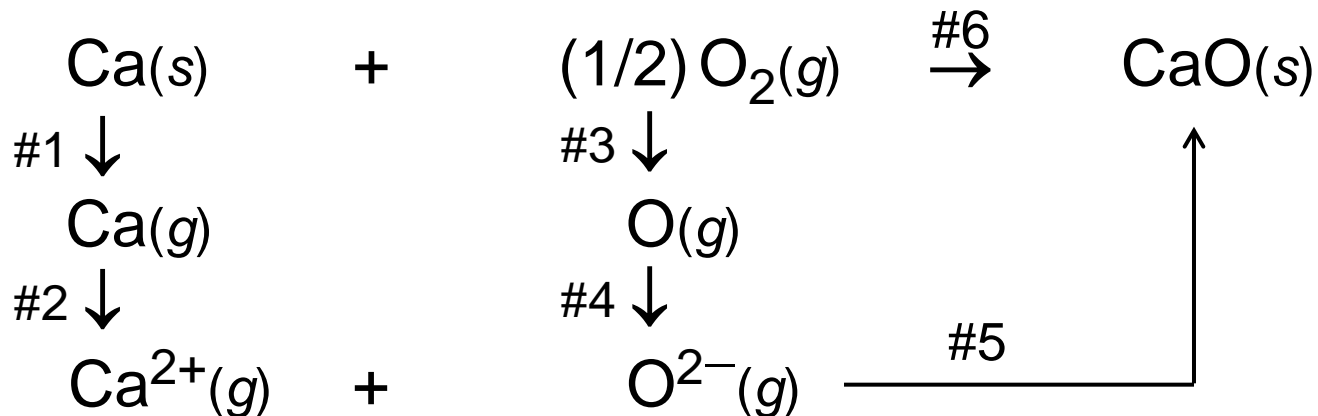 Ca(s) + (1/2) O₂(g) #6 → CaO(s)
#1 ↓ #3 ↓
Ca(g) O(g)
#2 ↓ #4 ↓
Ca²⁺(g) + O²⁻(g) #5